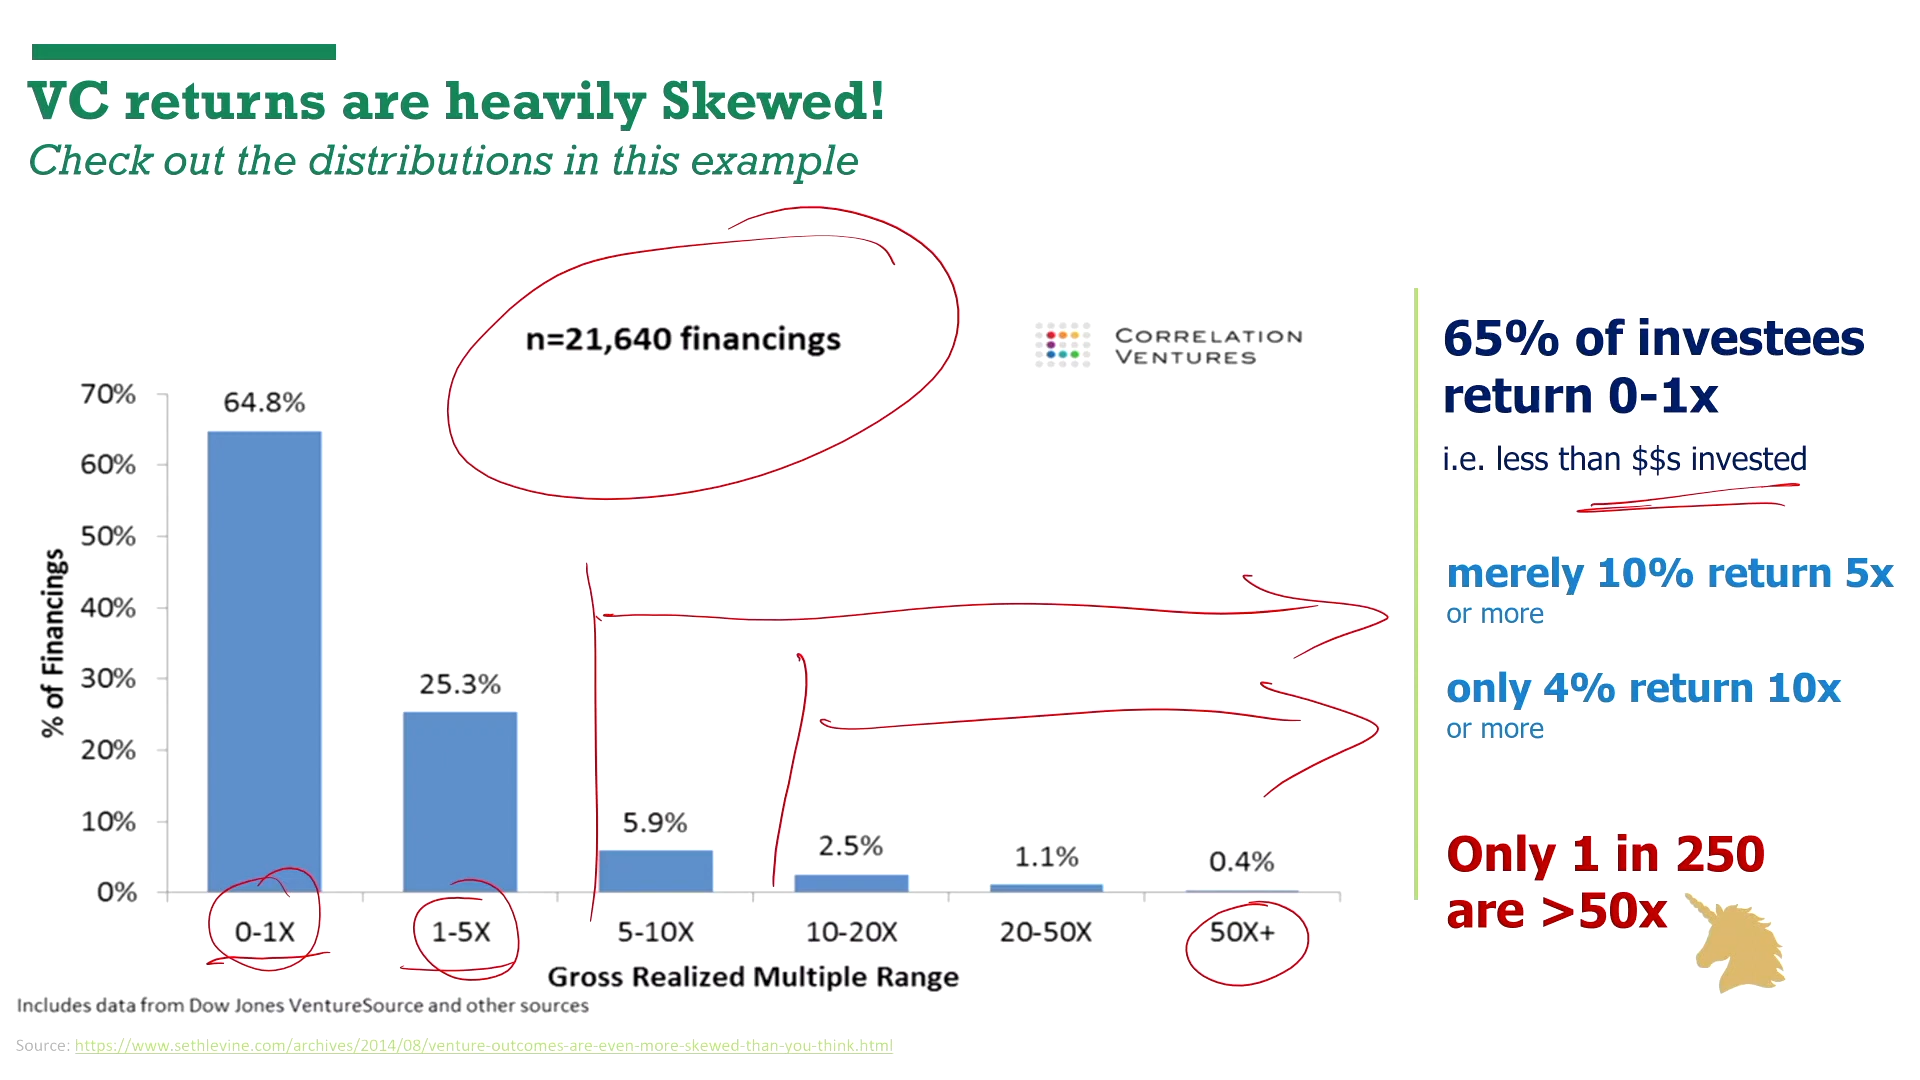 VC returns are heavily Skewed!
Check out the distributions in this example
n=21,640 financings
CORRELATION
VENTURES
% of Financings
70%
60%
50%
40%
30%
20%
10%
0%
64.8%
25.3%
5.9%
2.5%
1.1%
0.4%
0-1X
1-5X
5-10X
10-20X
20-50X
50X+
Gross Realized Multiple Range
Includes data from Dow Jones VentureSource and other sources
Source: https://www.sethlevine.com/archives/2014/08/venture-outcomes-are-even-more-skewed-than-you-think.html
65% of investees
return 0-1x
i.e. less than $$s invested
merely 10% return 5x
or more
only 4% return 10x
or more
Only 1 in 250
are >50x